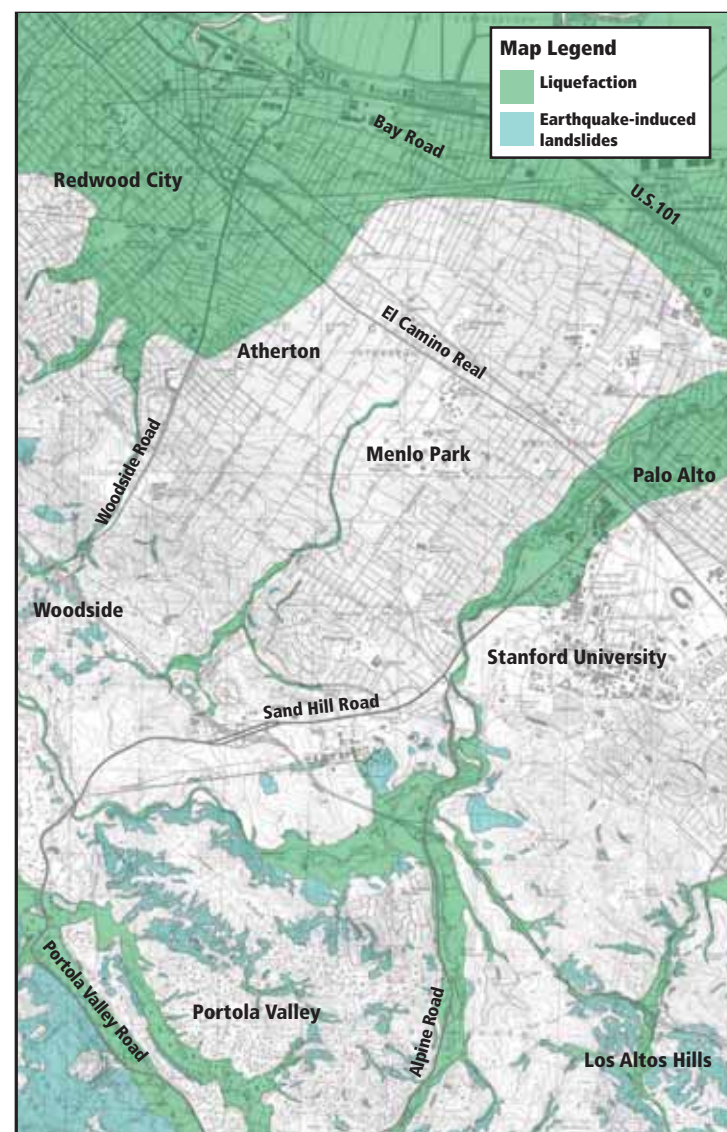 Map Legend
Liquefaction
Earthquake-induced
landslides
Bay Road
Redwood City
U.S.101
El Camino Real
Atherton
Menlo Park
Palo Alto
Woodside Road
Woodside
Stanford University
Sand Hill Road
Portola Valley Road
Portola Valley
Alpine Road
Los Altos Hills